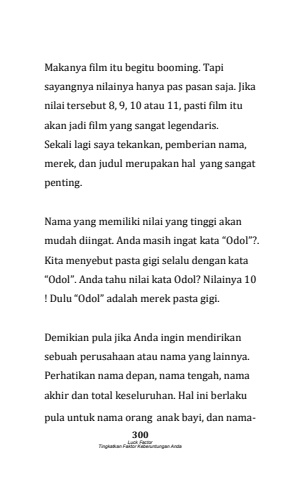 Makanya film itu begitu booming. Tapi
sayangnya nilainya hanya pas pasan saja. Jika
nilai tersebut 8, 9, 10 atau 11, pasti film itu
akan jadi film yang sangat legendaris.
Sekali lagi saya tekankan, pemberian nama,
merek, dan judul merupakan hal yang sangat
penting.
Nama yang memiliki nilai yang tinggi akan
mudah diingat. Anda masih ingat kata “Odol”?.
Kita menyebut pasta gigi selalu dengan kata
“Odol”. Anda tahu nilai kata Odol? Nilainya 10
! Dulu “Odol” adalah merek pasta gigi.
Demikian pula jika Anda ingin mendirikan
sebuah perusahaan atau nama yang lainnya.
Perhatikan nama depan, nama tengah, nama
akhir dan total keseluruhan. Hal ini berlaku
pula untuk nama orang anak bayi, dan nama-
300
Luck Factor
Tingkatkan Faktor Keberuntungan Anda